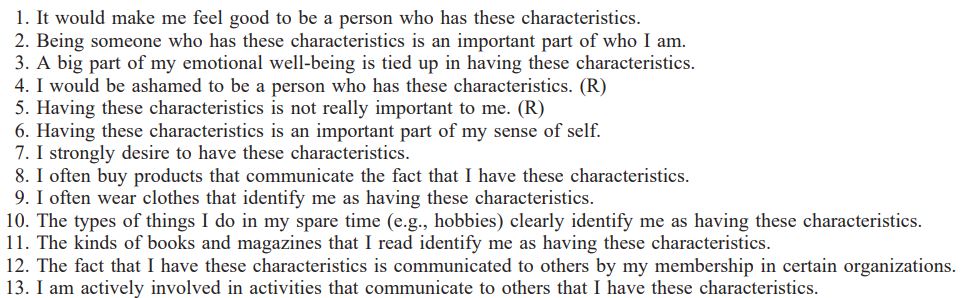 1. It would make me feel good to be a person who has these characteristics.
2. Being someone who has these characteristics is an important part of who I am.
3. A big part of my emotional well-being is tied up in having these characteristics.
4. I would be ashamed to be a person who has these characteristics. (R)
5. Having these characteristics is not really important to me. (R)
6. Having these characteristics is an important part of my sense of self.
7. I strongly desire to have these characteristics.
8. I often buy products that communicate the fact that I have these characteristics.
9. I often wear clothes that identify me as having these characteristics.
10. The types of things I do in my spare time (e.g., hobbies) clearly identify me as having these characteristics.
11. The kinds of books and magazines that I read identify me as having these characteristics.
12. The fact that I have these characteristics is communicated to others by my membership in certain organizations.
13. I am actively involved in activities that communicate to others that I have these characteristics.